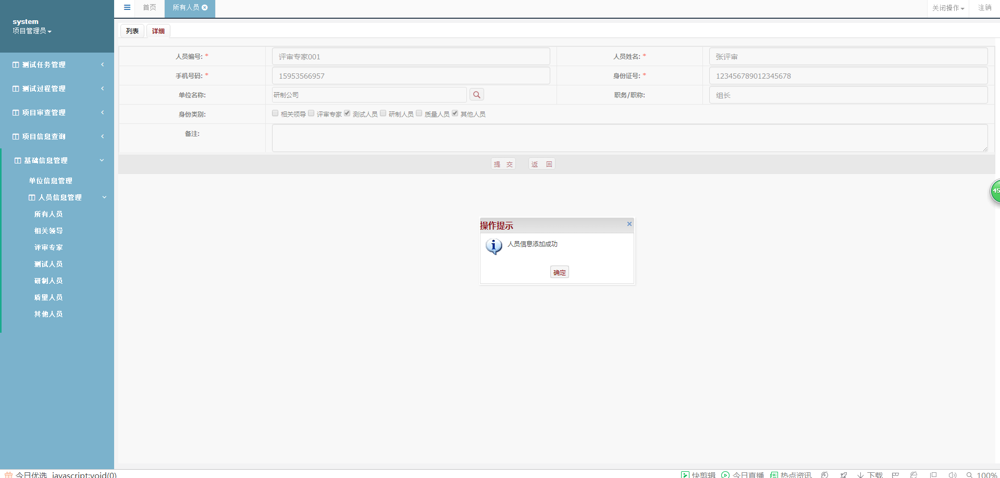 system
项目管理员
首页
所有人员
关闭操作
注销
列表
详细
测试任务管理
测试过程管理
项目审查管理
项目信息查询
基础信息管理
单位信息管理
人员信息管理
所有人员
相关领导
评审专家
测试人员
研制人员
质量人员
其他人员
人员编号: *
评审专家001
人员姓名: *
张评审
手机号码: *
15953566957
身份证号: *
123456789012345678
单位名称:
研制公司
职务/职称:
组长
身份类别:
相关领导 评审专家 测试人员 研制人员 质量人员 其他人员
备注:
提 交
返 回
45
操作提示
人员信息添加成功
确定
今日优选 javascript:void(0)
快剪辑
今日直播
热点资讯
下载
100%